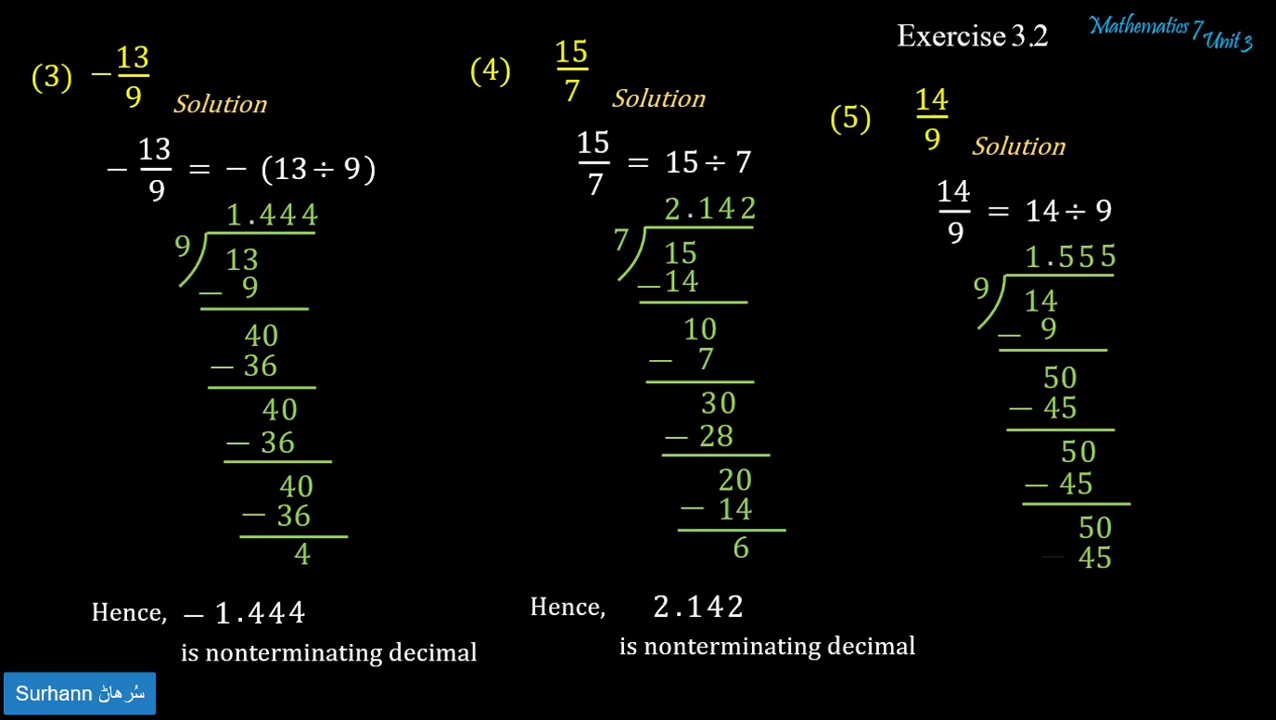 Exercise 3.2
Mathematics 7
Unit 3
(3) −13/9
Solution
−13/9 = − (13 ÷ 9)
1.444
9
13
− 9
40
− 36
40
− 36
40
− 36
4
Hence, −1.444
is nonterminating decimal
(4) 15/7
Solution
15/7 = 15 ÷ 7
2.142
7
15
−14
10
− 7
30
− 28
20
− 14
6
Hence, 2.142
is nonterminating decimal
(5) 14/9
Solution
14/9 = 14 ÷ 9
1.555
9
14
− 9
50
− 45
50
− 45
50
− 45
Surhann سُرھاݨ